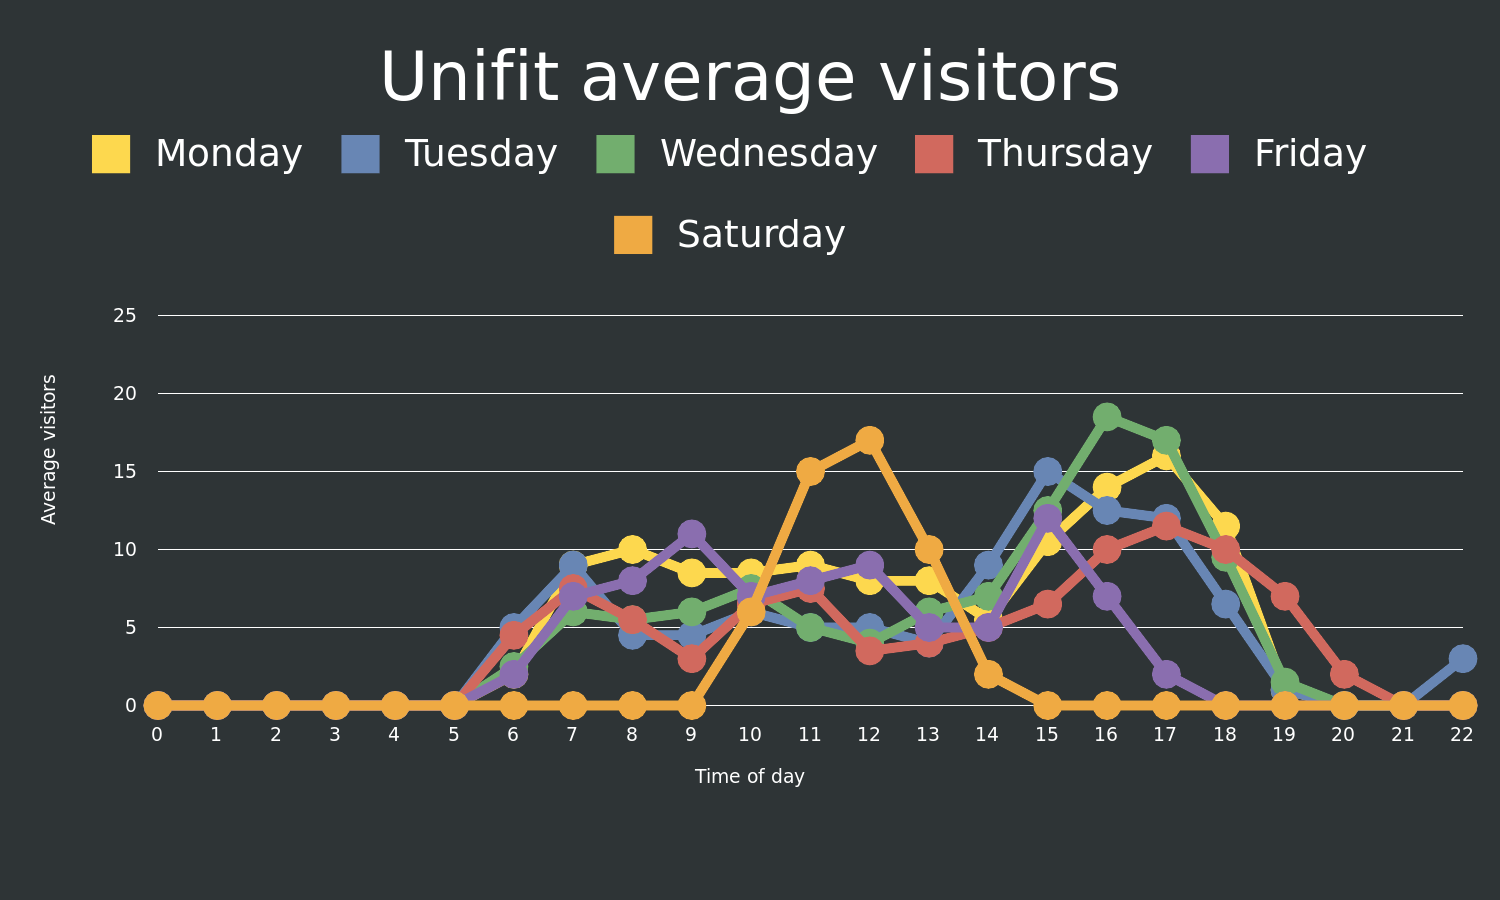 Unifit average visitors
Monday Tuesday Wednesday Thursday Friday
Saturday
25
20
15
10
5
0
Average visitors
0 1 2 3 4 5 6 7 8 9 10 11 12 13 14 15 16 17 18 19 20 21 22
Time of day